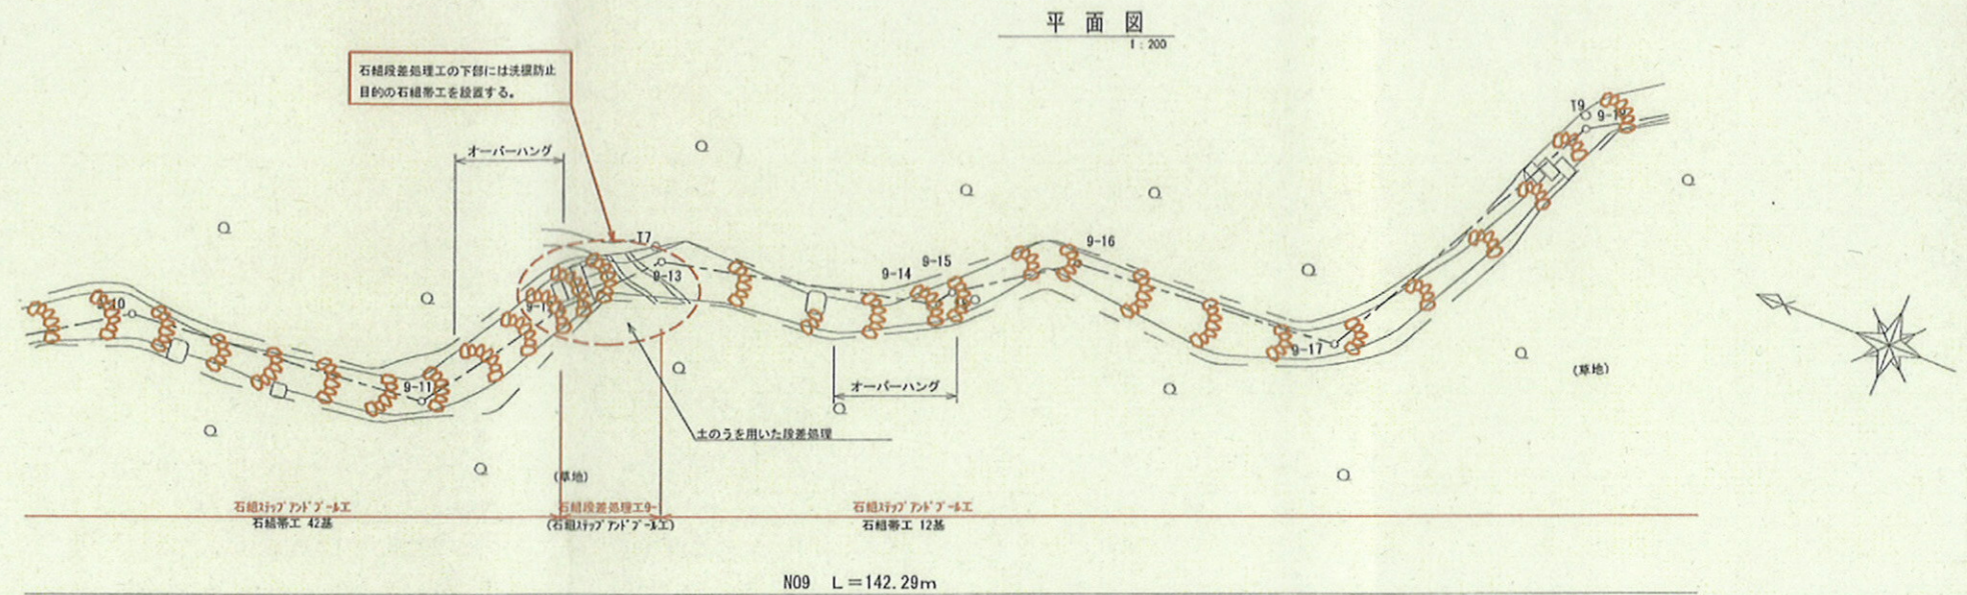 平面図
1:200
石組段差処理工の下部には洗掘防止
目的の石組帯工を設置する。
オーバーハング
T9
9-18
T7
9-16
9-15
9-13
9-14
9-10
9-17
9-11
(草地)
オーバーハング
土のうを用いた段差処理
(草地)
石組ステップアンドプール工
石組帯工 42基
石組段差処理工9-
(石組ステップアンドプール工)
石組ステップアンドプール工
石組帯工 12基
NO9 L=142.29m